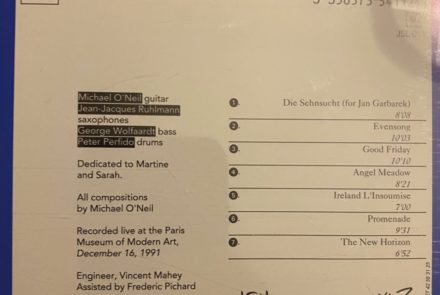 Michael O'Neil guitar
Jean-Jacques Ruhlmann
saxophones
George Wolfaardt bass
Peter Perfido drums
Dedicated to Martine
and Sarah.
All compositions
by Michael O'Neil
Recorded live at the Paris
Museum of Modern Art,
December 16, 1991
Engineer, Vincent Mahey
Assisted by Frederic Pichard
1 Die Sehnsucht (for Jan Garbarek)
8'08
2 Evensong
10'03
3 Good Friday
10'10
4 Angel Meadow
8'21
5 Ireland L'Insoumise
7'00
6 Promenade
9'31
7 The New Horizon
6'52